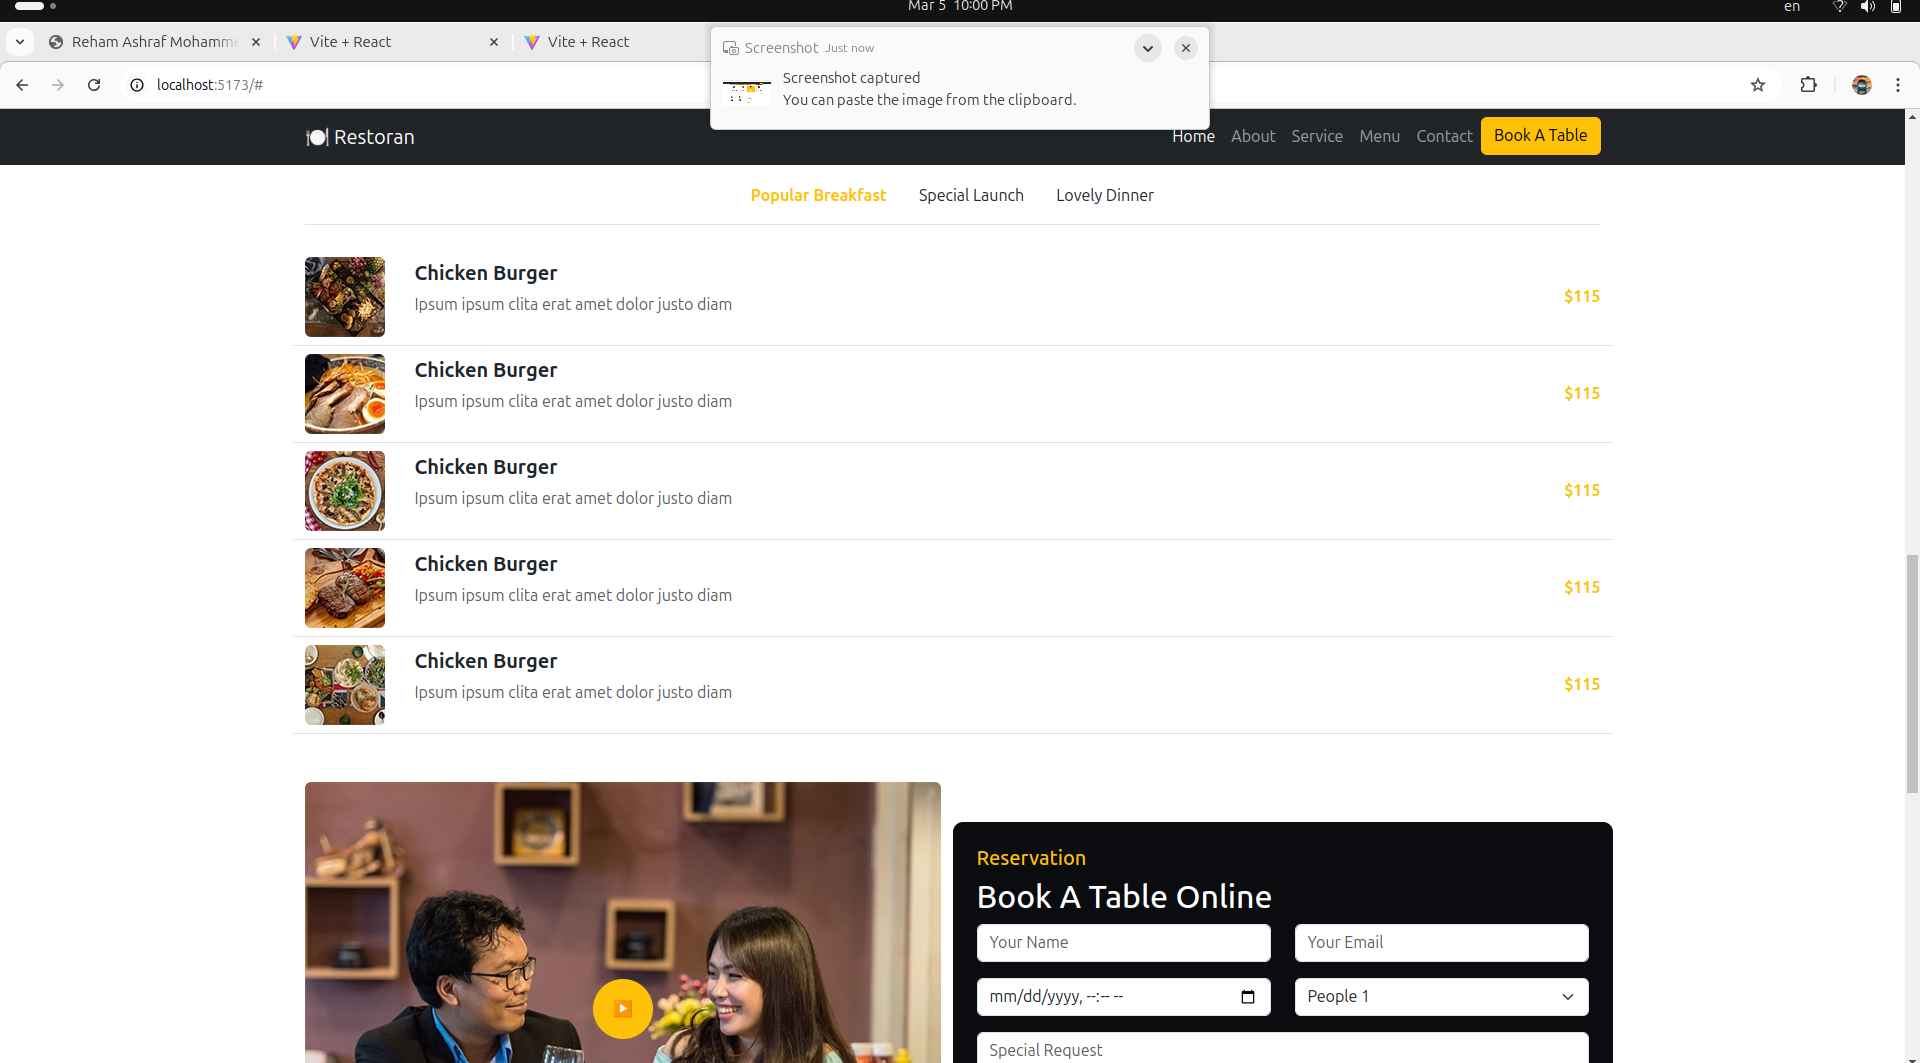 Mar 5 10:00 PM
en
Reham Ashraf Mohamme
Vite + React
Vite + React
Screenshot Just now
Screenshot captured
You can paste the image from the clipboard.
localhost:5173/#
Restoran
Home About Service Menu Contact Book A Table
Popular Breakfast Special Launch Lovely Dinner
Chicken Burger
Ipsum ipsum clita erat amet dolor justo diam
$115
Chicken Burger
Ipsum ipsum clita erat amet dolor justo diam
$115
Chicken Burger
Ipsum ipsum clita erat amet dolor justo diam
$115
Chicken Burger
Ipsum ipsum clita erat amet dolor justo diam
$115
Chicken Burger
Ipsum ipsum clita erat amet dolor justo diam
$115
Reservation
Book A Table Online
Your Name
Your Email
mm/dd/yyyy, --:-- --
People 1
Special Request